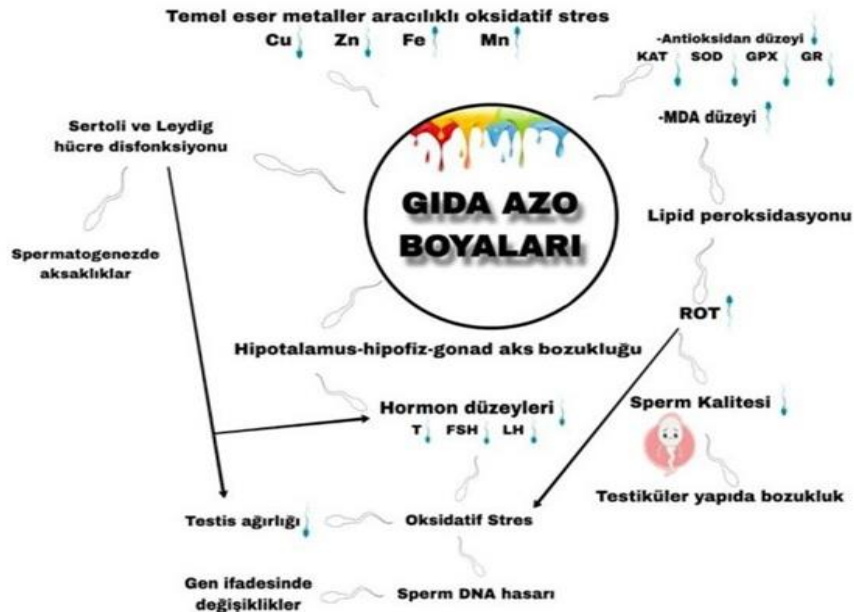 Temel eser metaller aracılıklı oksidatif stres
Cu Zn Fe Mn
-Antioksidan düzeyi
KAT SOD GPX GR
-MDA düzeyi
Sertoli ve Leydig
hücre disfonksiyonu
GIDA AZO
BOYALARI
Lipid peroksidasyonu
Spermatogenezde
aksaklıklar
ROT
Hipotalamus-hipofiz-gonad aks bozukluğu
Hormon düzeyleri
T FSH LH
Sperm Kalitesi
Testiküler yapıda bozukluk
Testis ağırlığı
Oksidatif Stres
Gen ifadesinde
değişiklikler
Sperm DNA hasarı